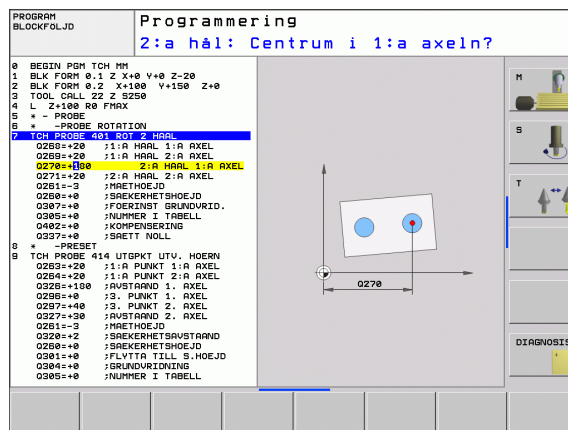 PROGRAM
BLOCKFÖLJD
Programmering
2:a hål: Centrum i 1:a axeln?
0 BEGIN PGM TCH MM
1 BLK FORM 0.1 Z X+0 Y+0 Z-20
2 BLK FORM 0.2 X+100 Y+150 Z+0
3 TOOL CALL 22 Z S250
4 L Z+100 R0 FMAX
5 * - PROBE
6 * -PROBE ROTATION
7 TCH PROBE 401 ROT 2 HAAL
Q268=+20 ;1:A HAAL 1:A AXEL
Q269=+20 ;1:A HAAL 2:A AXEL
Q270=+180 2:A HAAL 1:A AXEL
Q271=+20 ;2:A HAAL 2:A AXEL
Q261=-3 ;MAETHOEJD
Q260=+0 ;SAEKERHETSHOEJD
Q307=+0 ;FOERINST GRUNDVRID.
Q305=+0 ;NUMMER I TABELL
Q402=+0 ;KOMPENSERING
Q337=+0 ;SAETT NOLL
8 * -PRESET
9 TCH PROBE 414 UTGPKT UTV. HOERN
Q263=+20 ;1:A PUNKT 1:A AXEL
Q264=+20 ;1:A PUNKT 2:A AXEL
Q326=+180 ;AVSTAAND 1. AXEL
Q296=+0 ;3. PUNKT 1. AXEL
Q297=+40 ;3. PUNKT 2. AXEL
Q327=+30 ;AVSTAAND 2. AXEL
Q261=-3 ;MAETHOEJD
Q320=+2 ;SAEKERHETSAVSTAAND
Q260=+0 ;SAEKERHETSHOEJD
Q301=+0 ;FLYTTA TILL S.HOEJD
Q304=+0 ;GRUNDVRIDNING
Q305=+0 ;NUMMER I TABELL
Q270
M
S
T
DIAGNOSIS